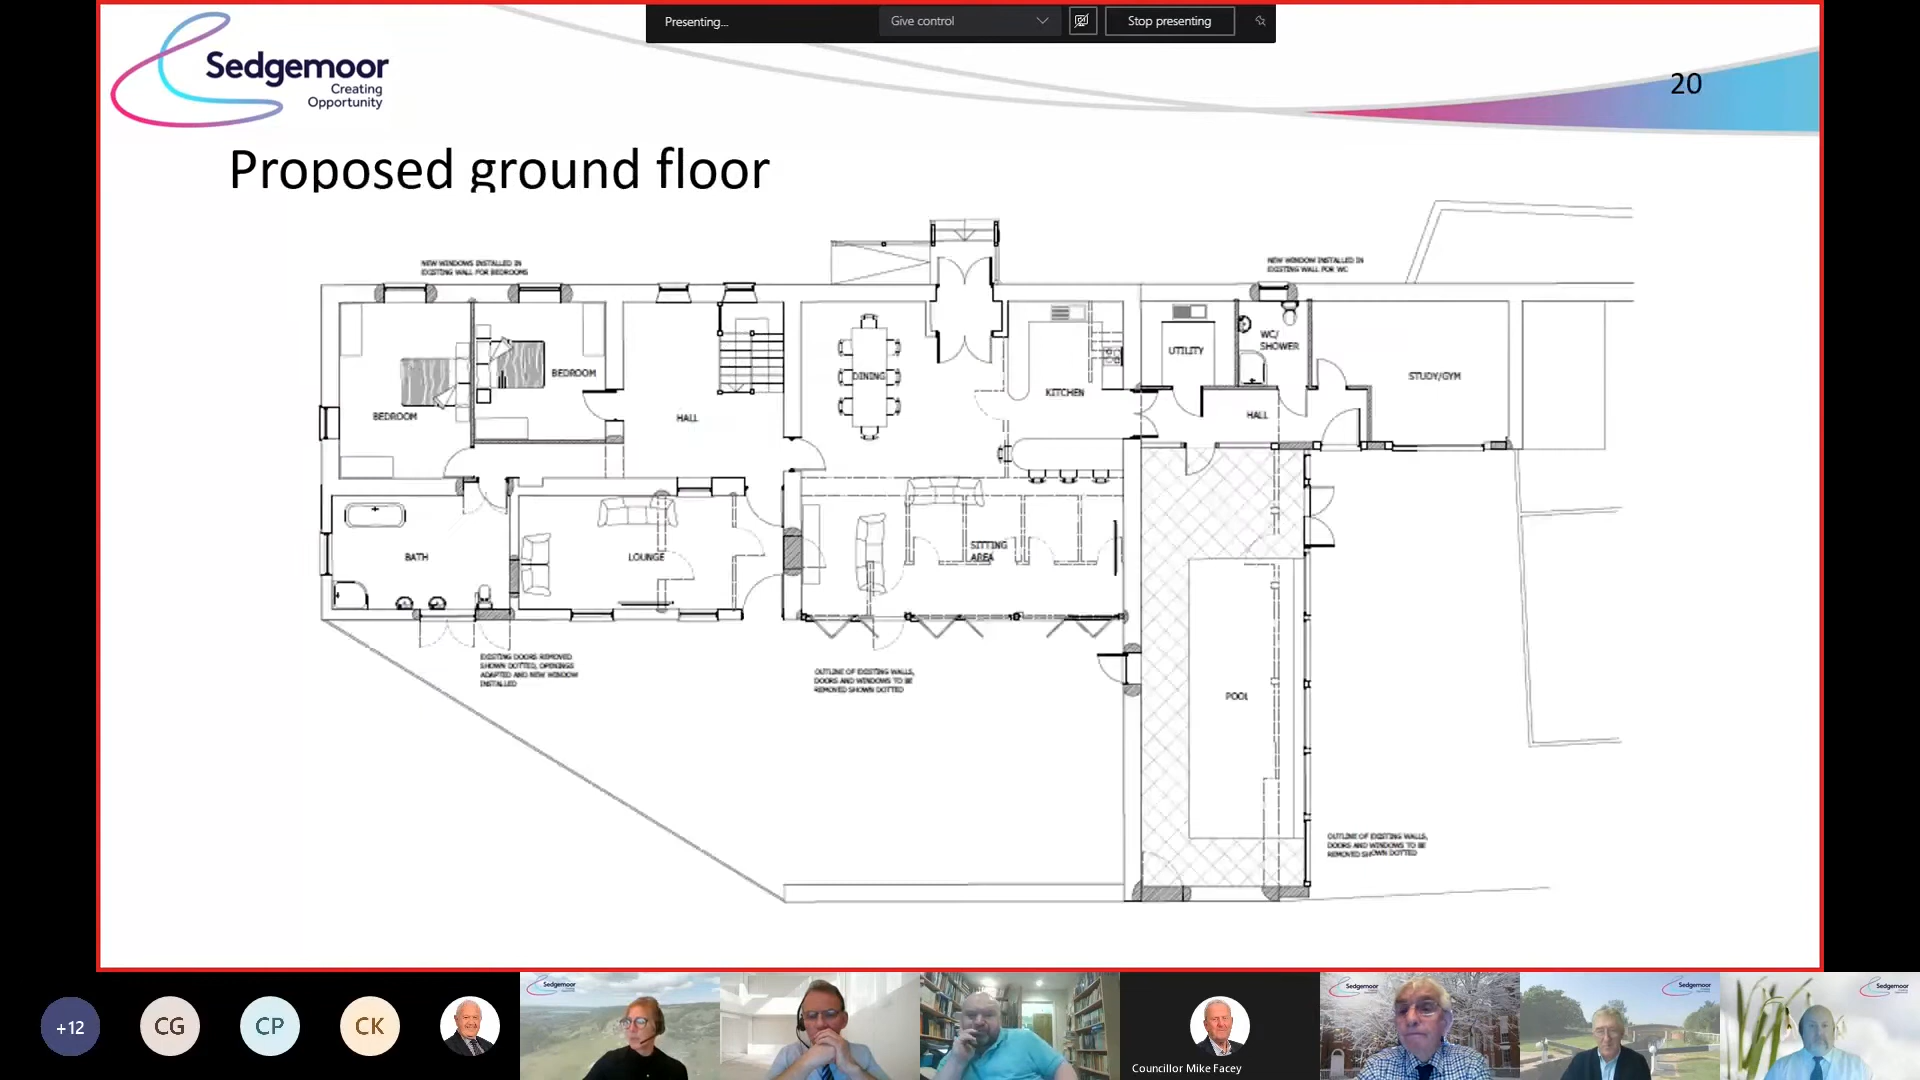 Presenting...
Give control
Stop presenting
Sedgemoor
Creating
Opportunity
20
Proposed ground floor
NEW WINDOWS INSTALLED IN
EXISTING WALL FOR BEDROOMS
NEW WINDOW INSTALLED IN
EXISTING WALL FOR WC
BEDROOM
BEDROOM
HALL
DINING
KITCHEN
UTILITY
WC/
SHOWER
HALL
STUDY/GYM
BATH
LOUNGE
SITTING
AREA
POOL
EXISTING DOORS REMOVED
SHOWN DOTTED, OPENINGS
ADAPTED AND NEW WINDOW
INSTALLED
OUTLINE OF EXISTING WALLS,
DOORS AND WINDOWS TO BE
REMOVED SHOWN DOTTED
OUTLINE OF EXISTING WALLS,
DOORS AND WINDOWS TO BE
REMOVED SHOWN DOTTED
+12
CG
CP
CK
Sedgemoor
Councillor Mike Facey
Sedgemoor
Sedgemoor
Sedgemoor